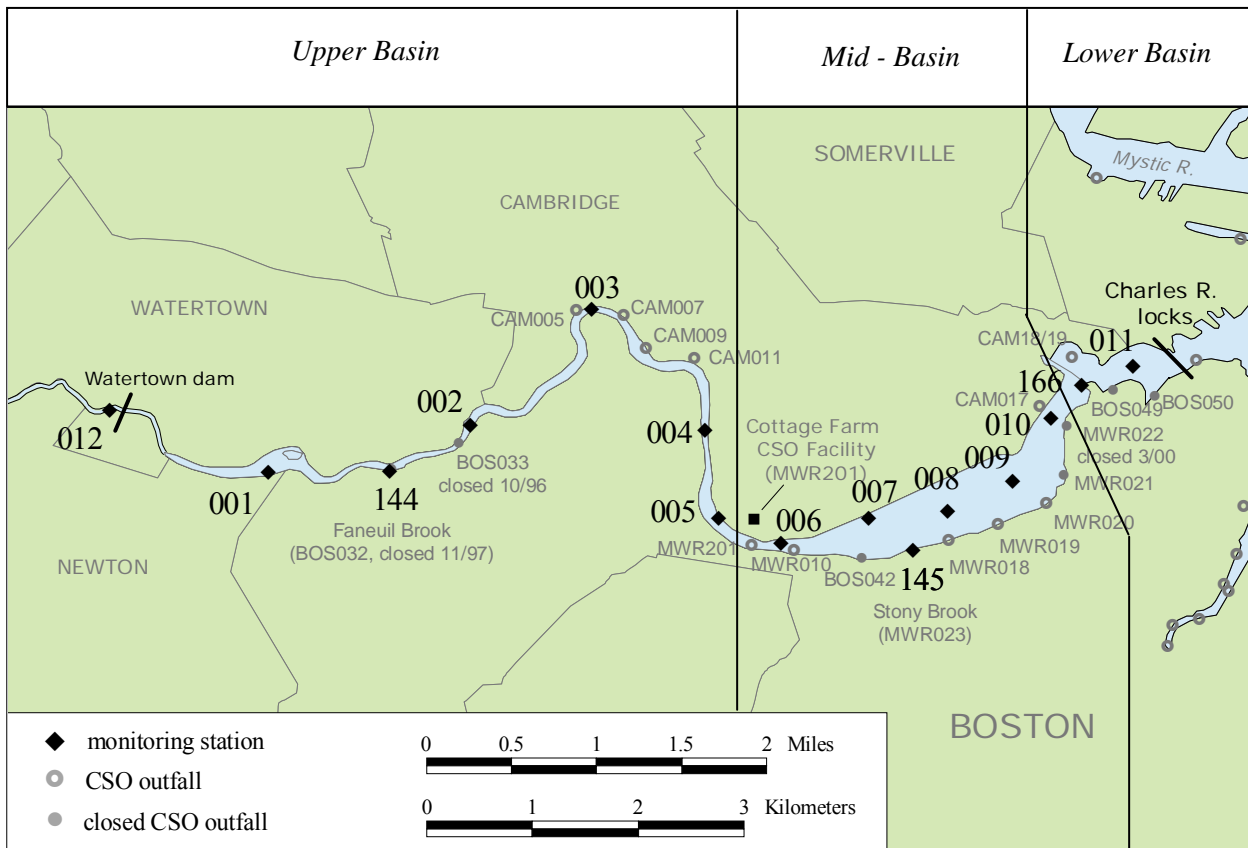 Upper Basin
Mid - Basin
Lower Basin
Mystic R.
SOMERVILLE
CAMBRIDGE
WATERTOWN
003
CAM005
CAM007
CAM009
CAM011
Charles R.
locks
011
CAM18/19
166
Watertown dam
012
002
004
CAM017
010
BOS049
BOS050
MWR022
closed 3/00
Cottage Farm
CSO Facility
(MWR201)
BOS033
closed 10/96
001
144
009
008
007
MWR021
MWR020
005
006
MWR019
Faneuil Brook
(BOS032, closed 11/97)
MWR201
MWR010
BOS042
145
MWR018
NEWTON
Stony Brook
(MWR023)
BOSTON
monitoring station
CSO outfall
closed CSO outfall
0 0.5 1 1.5 2 Miles
0 1 2 3 Kilometers